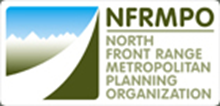 NFRMPO
NORTH
FRONT RANGE
METROPOLITAN
PLANNING
ORGANIZATION